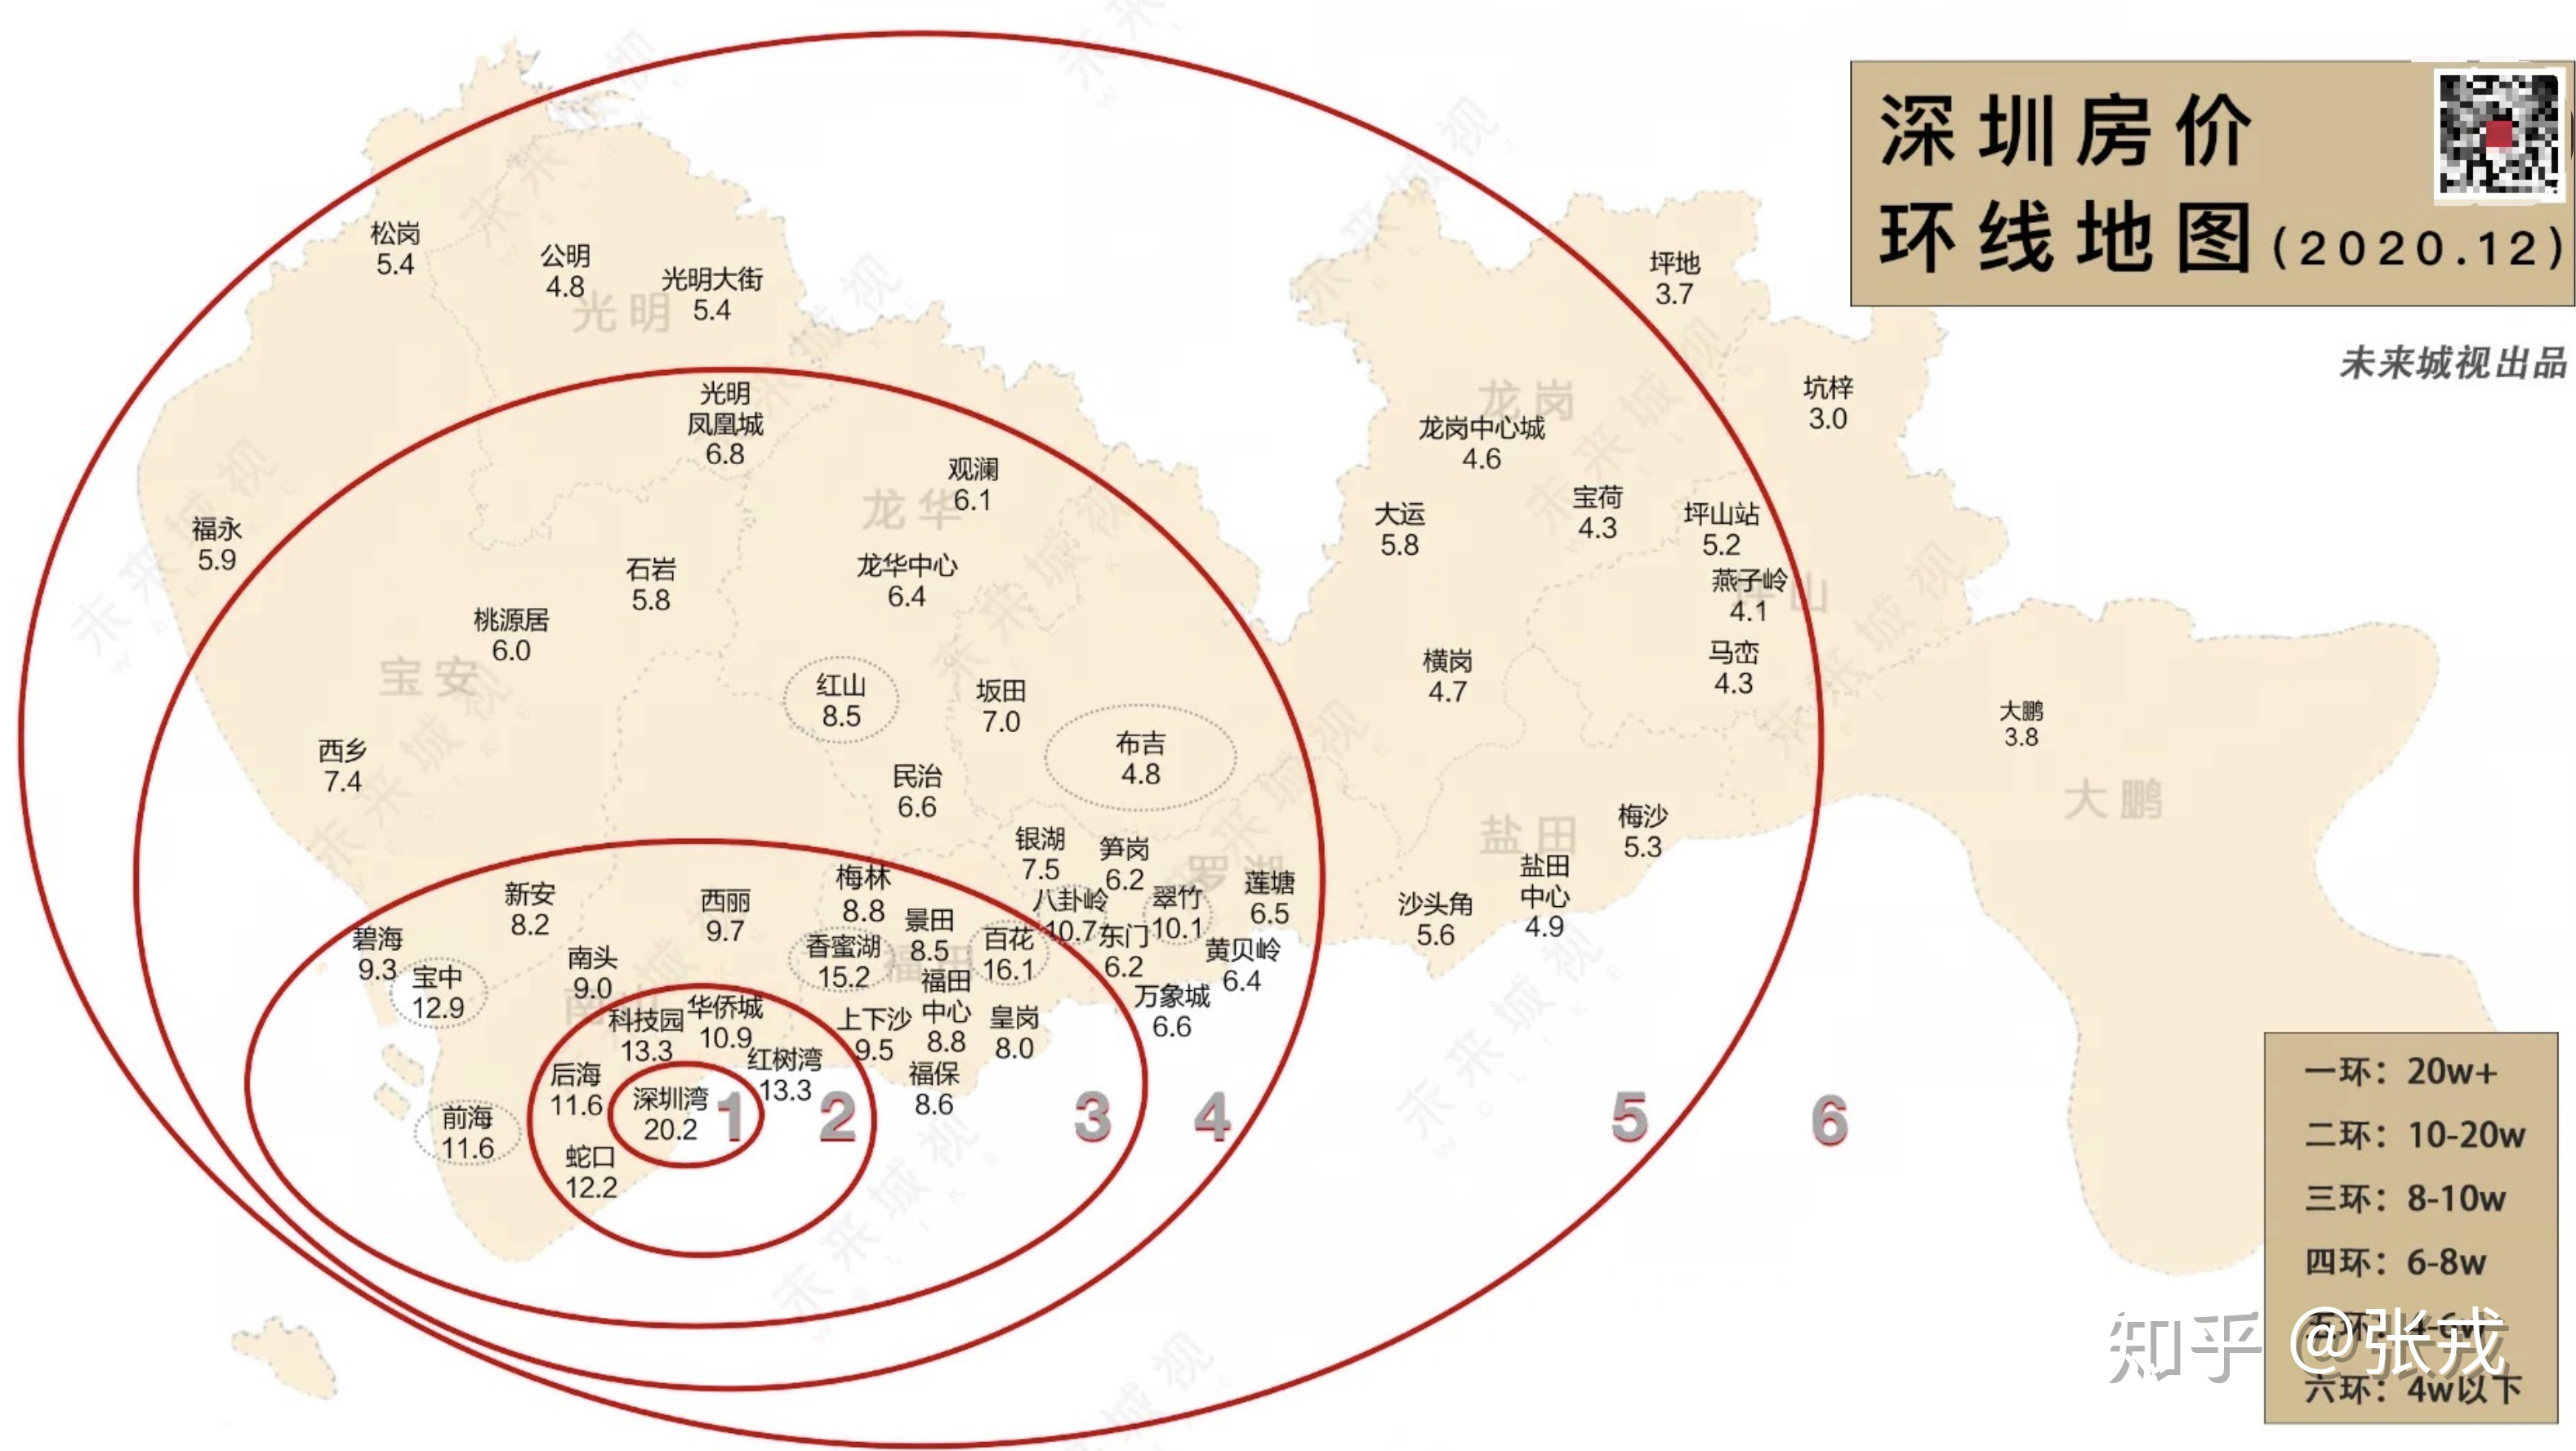 深圳房价
环线地图(2020.12)
未来城视出品
松岗
5.4
公明
4.8
光明大街
5.4
光明
坪地
3.7
光明
凤凰城
6.8
坑梓
3.0
龙岗
龙岗中心城
4.6
观澜
6.1
龙华
福永
5.9
大运
5.8
宝荷
4.3
坪山站
5.2
石岩
5.8
龙华中心
6.4
燕子岭
4.1
山
桃源居
6.0
宝安
马峦
4.3
横岗
4.7
红山
8.5
坂田
7.0
大鹏
3.8
大鹏
西乡
7.4
布吉
4.8
民治
6.6
梅沙
5.3
盐田
银湖
7.5
笋岗
6.2
罗湖
盐田
中心
4.9
梅林
8.8
莲塘
6.5
新安
8.2
西丽
9.7
八卦岭
10.7
翠竹
10.1
沙头角
5.6
景田
8.5
碧海
9.3
百花
16.1
东门
6.2
香蜜湖
15.2
福田
黄贝岭
6.4
南头
9.0
宝中
12.9
福田
中心
8.8
万象城
6.6
南山
华侨城
10.9
科技园
13.3
上下沙
9.5
皇岗
8.0
红树湾
13.3
后海
11.6
福保
8.6
深圳湾
20.2
前海
11.6
蛇口
12.2
1
2
3
4
5
6
一环：20w+
二环：10-20w
三环：8-10w
四环：6-8w
五环：4-6w
六环：4w以下
知乎 @张戎
未来城视